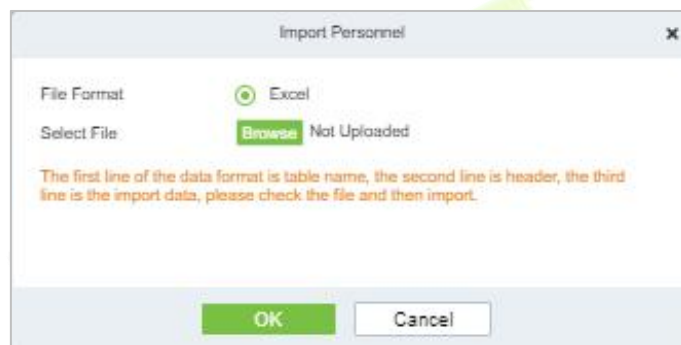 Import Personnel
File Format Excel
Select File Browse Not Uploaded
The first line of the data format is table name, the second line is header, the third
line is the import data, please check the file and then import.
OK Cancel